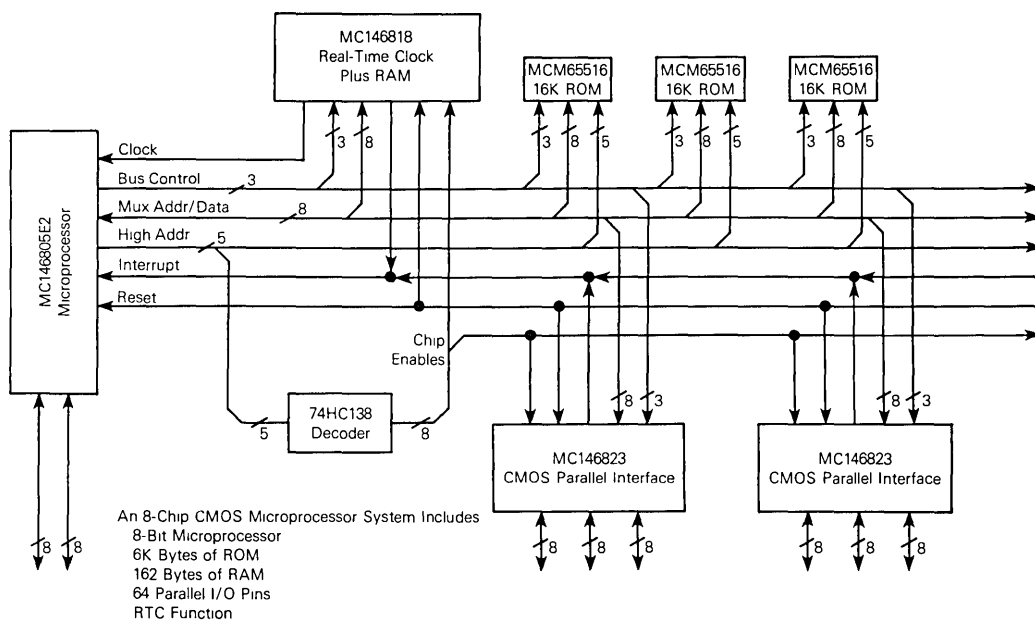 MC146818
Real-Time Clock
Plus RAM
MCM65516
16K ROM
MCM65516
16K ROM
MCM65516
16K ROM
3
8
3
8
5
3
8
5
3
8
5
Clock
Bus Control
3
Mux Addr/Data
8
High Addr
5
Interrupt
Reset
MC146805E2
Microprocessor
Chip
Enables
74HC138
Decoder
5
8
8
3
8
3
MC146823
CMOS Parallel Interface
MC146823
CMOS Parallel Interface
8
8
8
8
8
8
8
8
An 8-Chip CMOS Microprocessor System Includes
8-Bit Microprocessor
6K Bytes of ROM
162 Bytes of RAM
64 Parallel I/O Pins
RTC Function